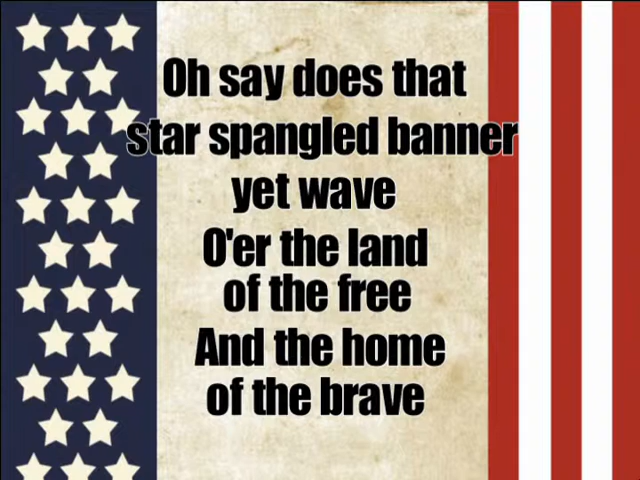 Oh say does that
star spangled banner
yet wave
O'er the land
of the free
And the home
of the brave